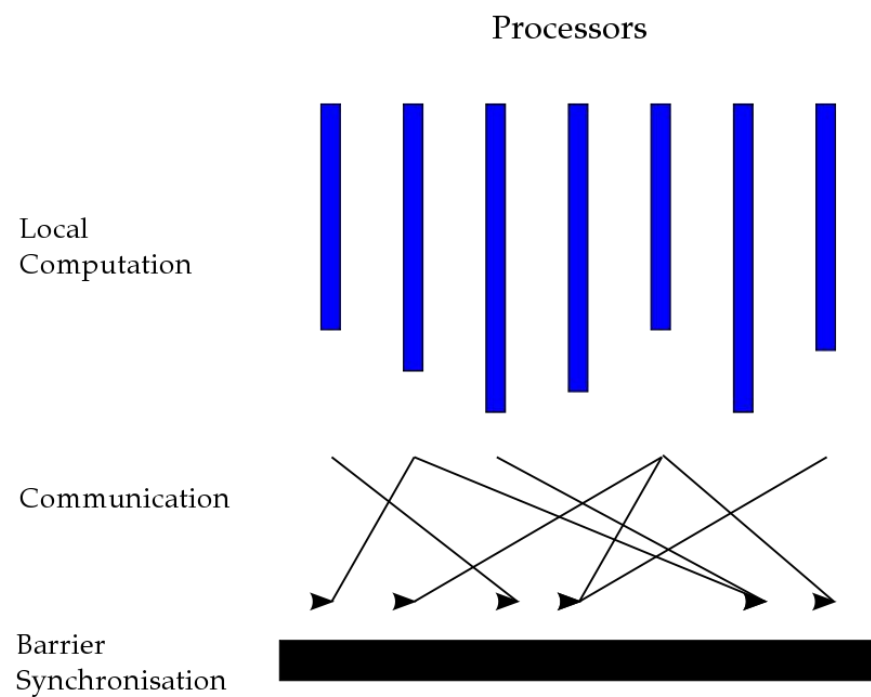 Processors
Local
Computation
Communication
Barrier
Synchronisation